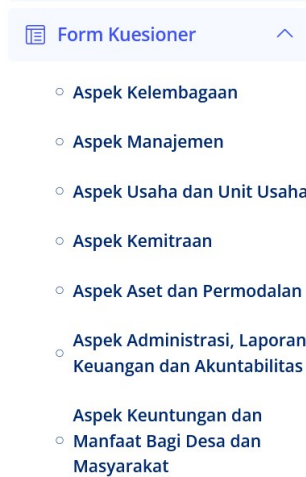 Form Kuesioner
Aspek Kelembagaan
Aspek Manajemen
Aspek Usaha dan Unit Usaha
Aspek Kemitraan
Aspek Aset dan Permodalan
Aspek Administrasi, Laporan
Keuangan dan Akuntabilitas
Aspek Keuntungan dan
Manfaat Bagi Desa dan
Masyarakat